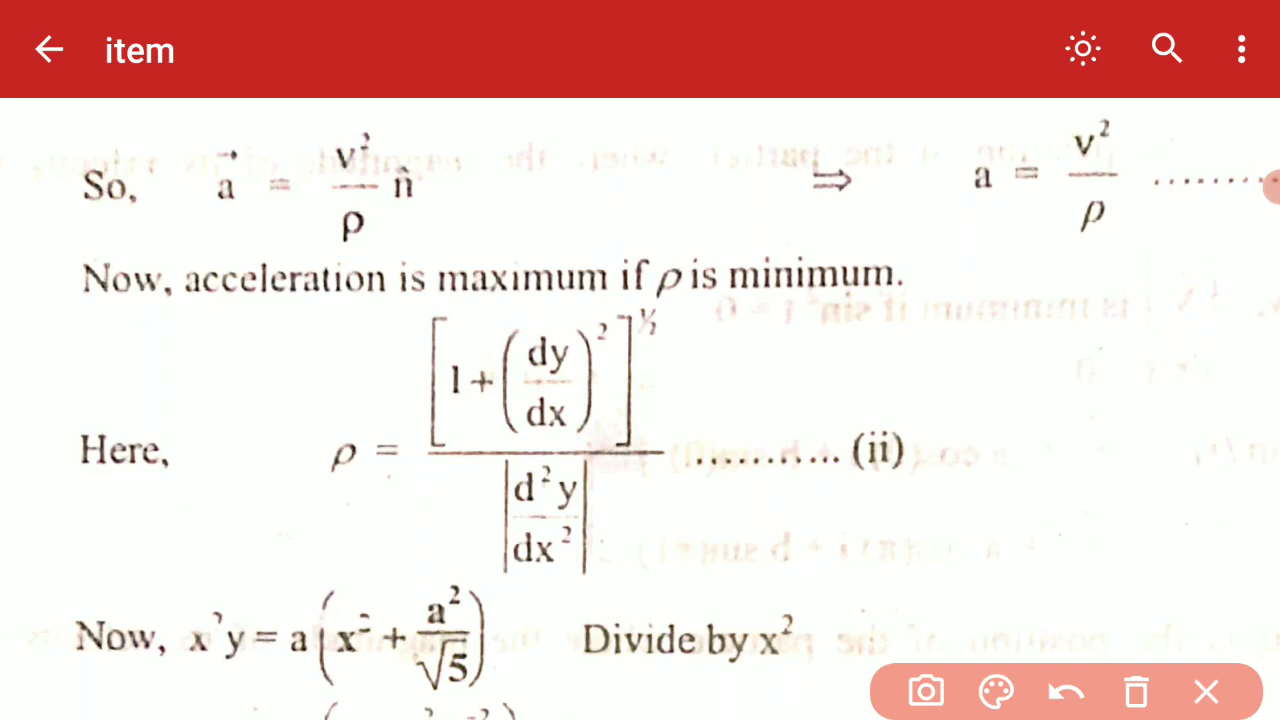 item
So, a⃗ = v²/ρ n̂ ⇒ a = v²/ρ .........
Now, acceleration is maximum if ρ is minimum.
Here, ρ = [1+(dy/dx)²]^½ / |d²y/dx²| ............ (ii)
Now, x²y = a(x² + a²/√5) Divide by x²